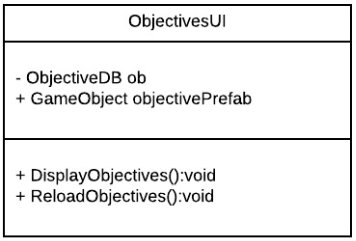 ObjectivesUI
- ObjectiveDB ob
+ GameObject objectivePrefab
+ DisplayObjectives():void
+ ReloadObjectives():void